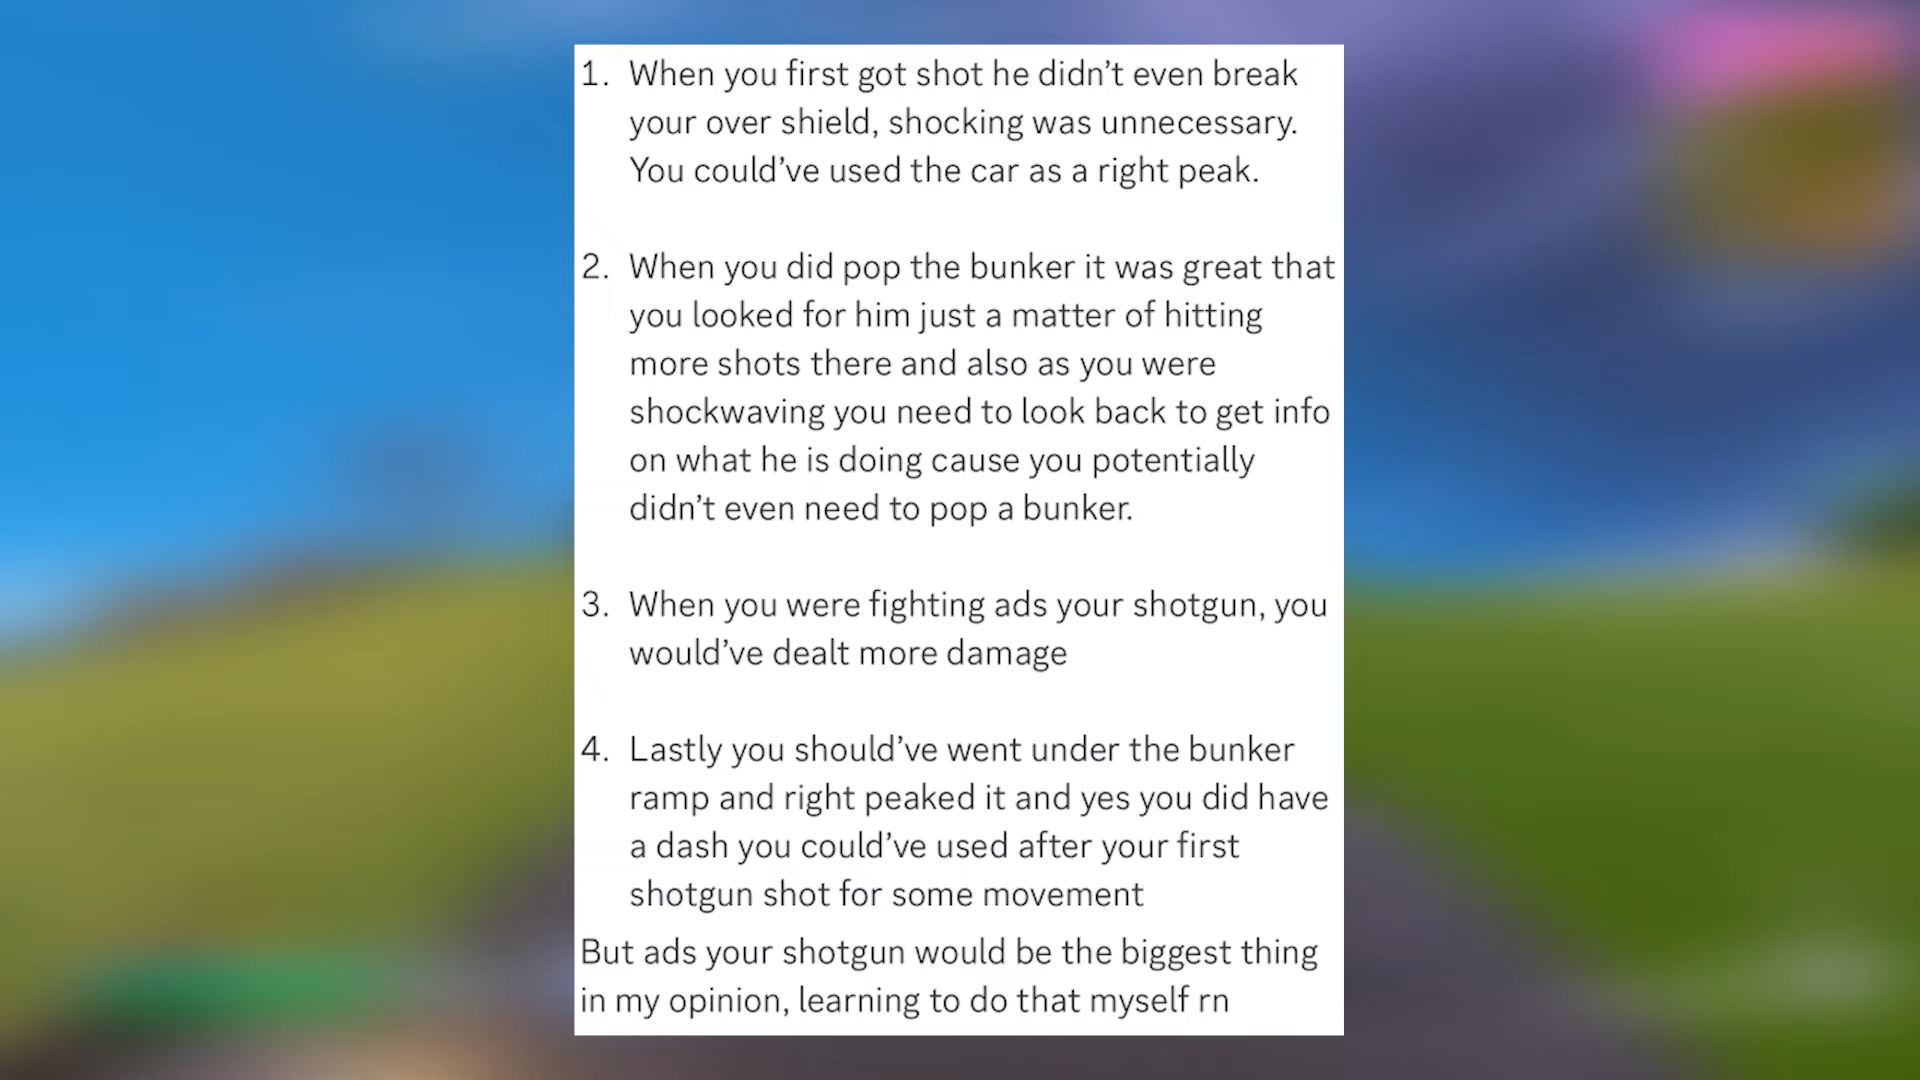 1. When you first got shot he didn’t even break
your over shield, shocking was unnecessary.
You could’ve used the car as a right peak.
2. When you did pop the bunker it was great that
you looked for him just a matter of hitting
more shots there and also as you were
shockwaving you need to look back to get info
on what he is doing cause you potentially
didn’t even need to pop a bunker.
3. When you were fighting ads your shotgun, you
would’ve dealt more damage
4. Lastly you should’ve went under the bunker
ramp and right peaked it and yes you did have
a dash you could’ve used after your first
shotgun shot for some movement
But ads your shotgun would be the biggest thing
in my opinion, learning to do that myself rn